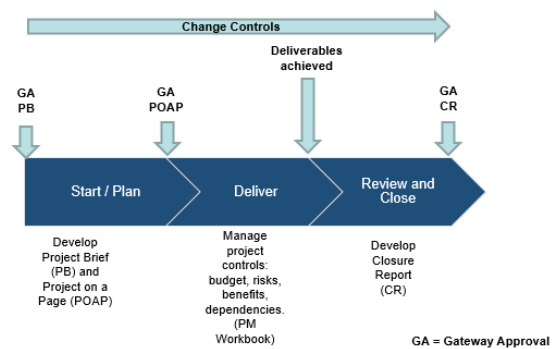 Change Controls
Deliverables
achieved
GA
PB
GA
POAP
GA
CR
Start / Plan
Deliver
Review and
Close
Develop
Project Brief
(PB) and
Project on a
Page (POAP)
Manage
project
controls:
budget, risks,
benefits,
dependencies.
(PM
Workbook)
Develop
Closure
Report
(CR)
GA = Gateway Approval